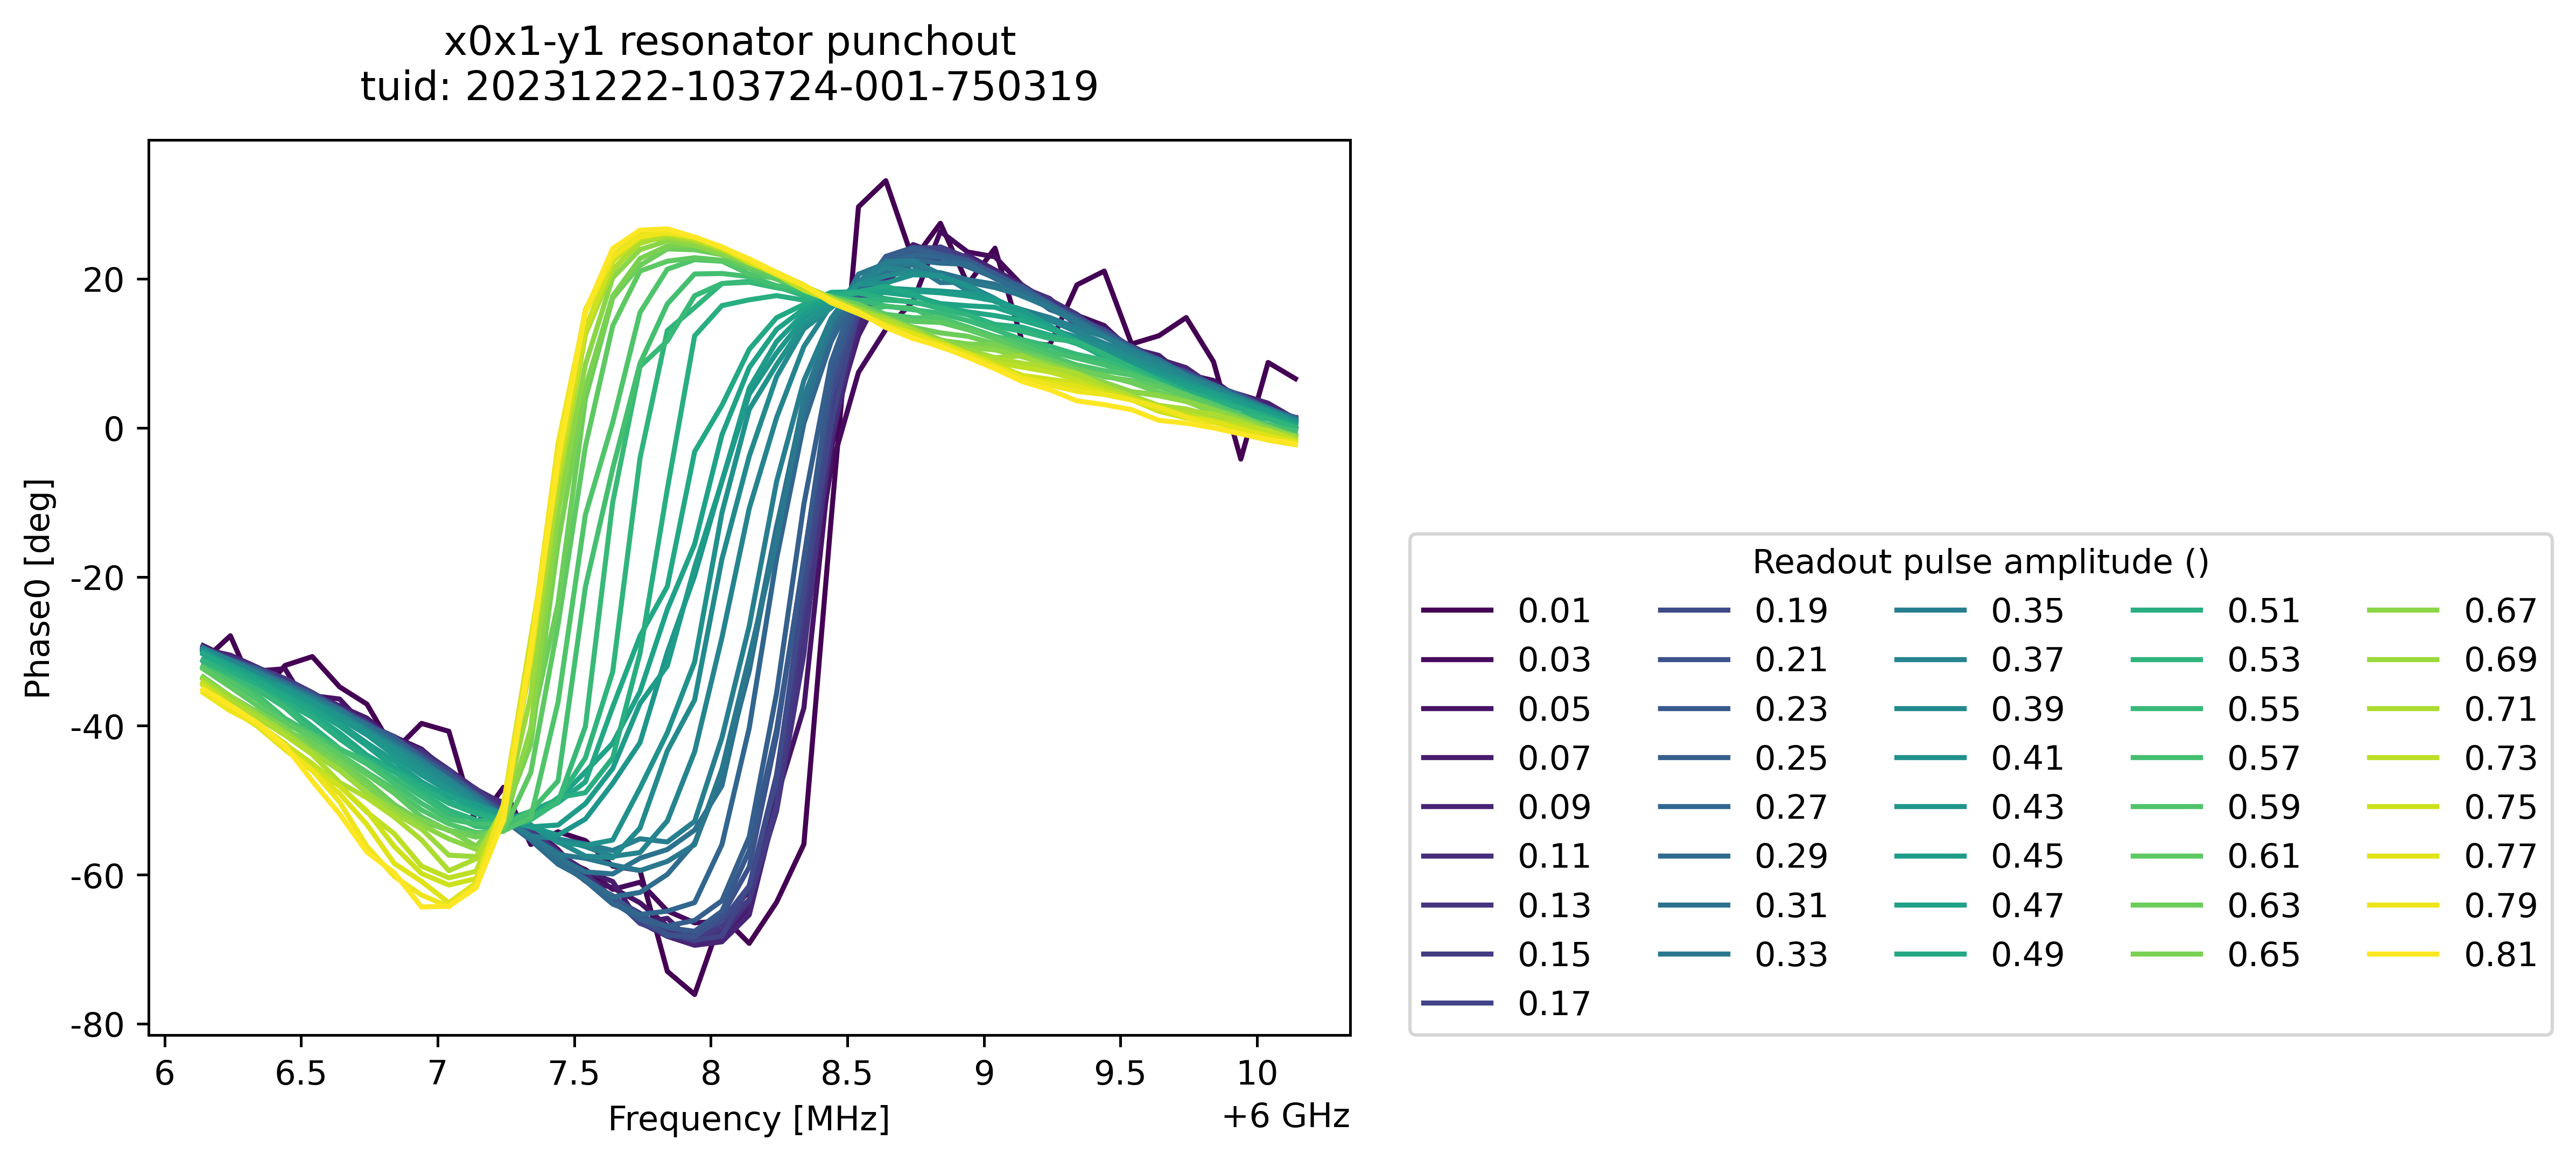 x0x1-y1 resonator punchout
tuid: 20231222-103724-001-750319
Phase0 [deg]
20
0
-20
-40
-60
-80
6 6.5 7 7.5 8 8.5 9 9.5 10
Frequency [MHz]
+6 GHz
Readout pulse amplitude ()
0.01 0.19 0.35 0.51 0.67
0.03 0.21 0.37 0.53 0.69
0.05 0.23 0.39 0.55 0.71
0.07 0.25 0.41 0.57 0.73
0.09 0.27 0.43 0.59 0.75
0.11 0.29 0.45 0.61 0.77
0.13 0.31 0.47 0.63 0.79
0.15 0.33 0.49 0.65 0.81
0.17